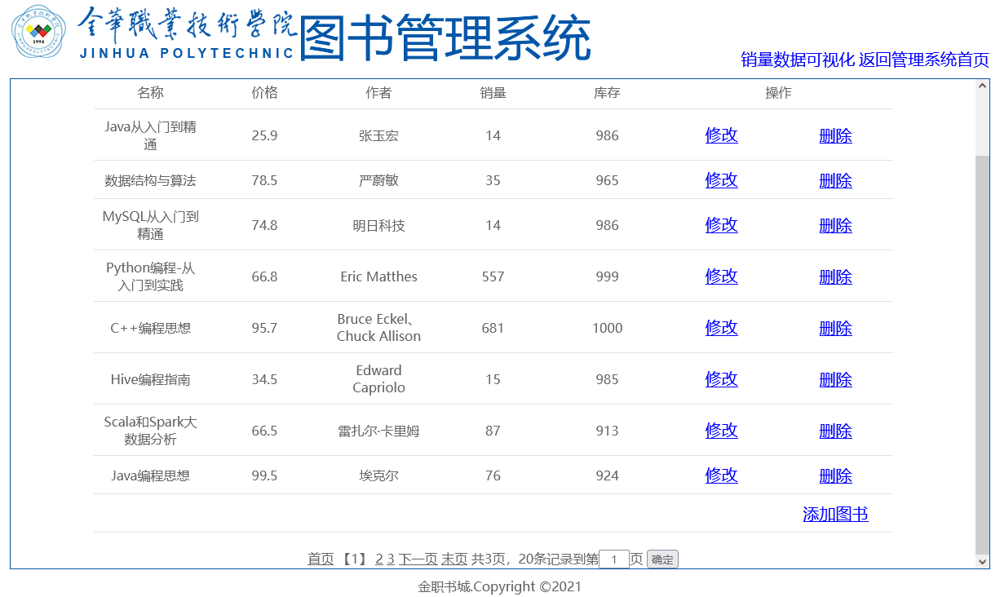 金華職業技術學院
JINHUA POLYTECHNIC
1994
图书管理系统
销量数据可视化 返回管理系统首页
名称 价格 作者 销量 库存 操作
Java从入门到精
通 25.9 张玉宏 14 986 修改 删除
数据结构与算法 78.5 严蔚敏 35 965 修改 删除
MySQL从入门到
精通 74.8 明日科技 14 986 修改 删除
Python编程-从
入门到实践 66.8 Eric Matthes 557 999 修改 删除
C++编程思想 95.7 Bruce Eckel、
Chuck Allison 681 1000 修改 删除
Hive编程指南 34.5 Edward
Capriolo 15 985 修改 删除
Scala和Spark大
数据分析 66.5 雷扎尔·卡里姆 87 913 修改 删除
Java编程思想 99.5 埃克尔 76 924 修改 删除
添加图书
首页 【1】 2 3 下一页 末页 共3页，20条记录到第 1 页 确定
金职书城.Copyright ©2021